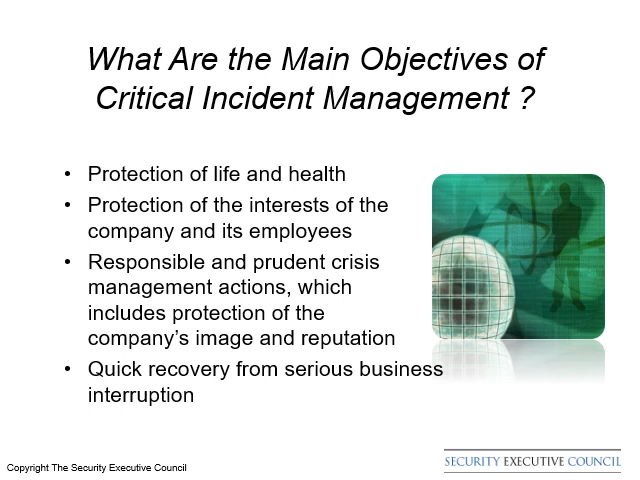 What Are the Main Objectives of
Critical Incident Management ?
• Protection of life and health
• Protection of the interests of the
company and its employees
• Responsible and prudent crisis
management actions, which
includes protection of the
company’s image and reputation
• Quick recovery from serious business
interruption
Copyright The Security Executive Council
SECURITY EXECUTIVE COUNCIL